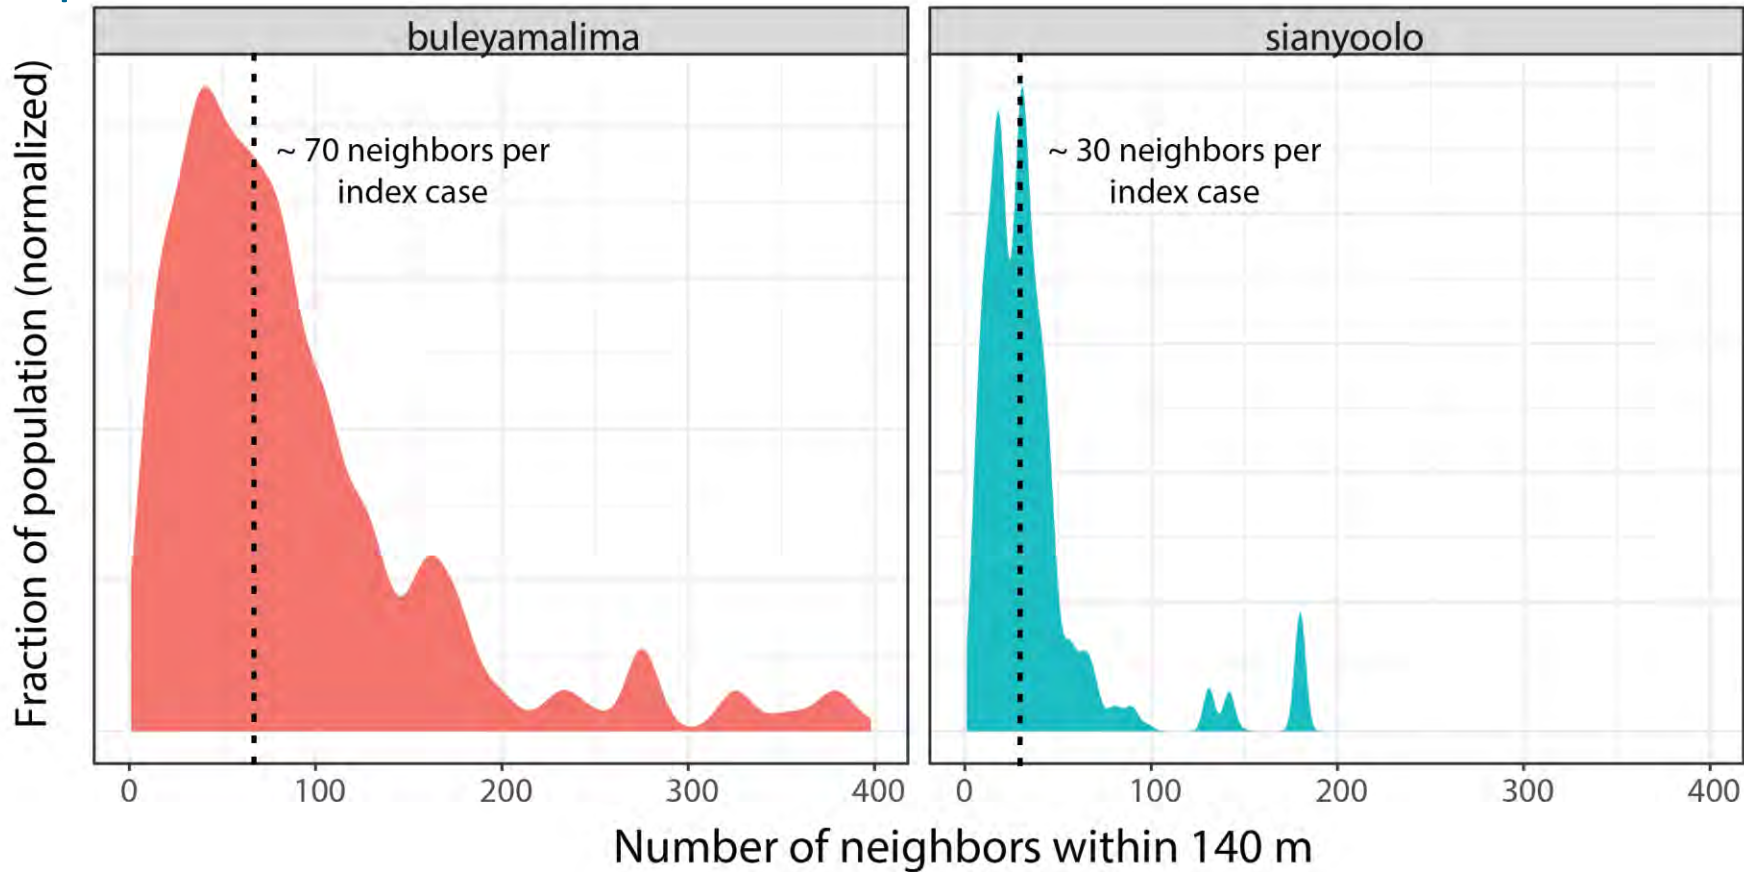 buleyamalima
sianyoolo
Fraction of population (normalized)
~ 70 neighbors per
index case
~ 30 neighbors per
index case
0 100 200 300 400
0 100 200 300 400
Number of neighbors within 140 m